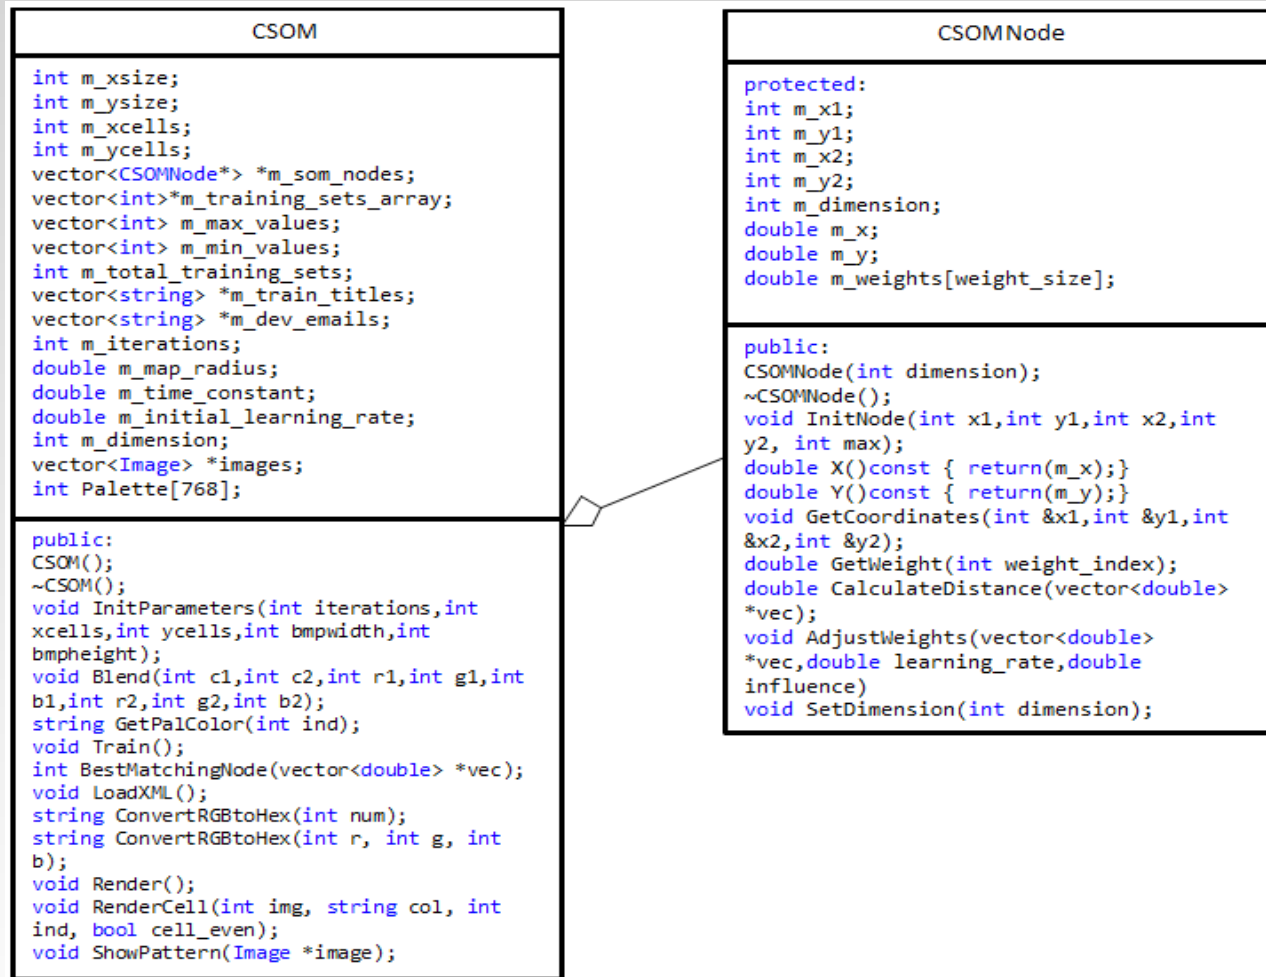 CSOM
int m_xsize;
int m_ysize;
int m_xcells;
int m_ycells;
vector<CSOMNode*> *m_som_nodes;
vector<int>*m_training_sets_array;
vector<int> m_max_values;
vector<int> m_min_values;
int m_total_training_sets;
vector<string> *m_train_titles;
vector<string> *m_dev_emails;
int m_iterations;
double m_map_radius;
double m_time_constant;
double m_initial_learning_rate;
int m_dimension;
vector<Image> *images;
int Palette[768];
public:
CSOM();
~CSOM();
void InitParameters(int iterations,int
xcells,int ycells,int bmpwidth,int
bmpheight);
void Blend(int c1,int c2,int r1,int g1,int
b1,int r2,int g2,int b2);
string GetPalColor(int ind);
void Train();
int BestMatchingNode(vector<double> *vec);
void LoadXML();
string ConvertRGBtoHex(int num);
string ConvertRGBtoHex(int r, int g, int
b);
void Render();
void RenderCell(int img, string col, int
ind, bool cell_even);
void ShowPattern(Image *image);
CSOMNode
protected:
int m_x1;
int m_y1;
int m_x2;
int m_y2;
int m_dimension;
double m_x;
double m_y;
double m_weights[weight_size];
public:
CSOMNode(int dimension);
~CSOMNode();
void InitNode(int x1,int y1,int x2,int
y2, int max);
double X()const { return(m_x);}
double Y()const { return(m_y);}
void GetCoordinates(int &x1,int &y1,int
&x2,int &y2);
double GetWeight(int weight_index);
double CalculateDistance(vector<double>
*vec);
void AdjustWeights(vector<double>
*vec,double learning_rate,double
influence)
void SetDimension(int dimension);